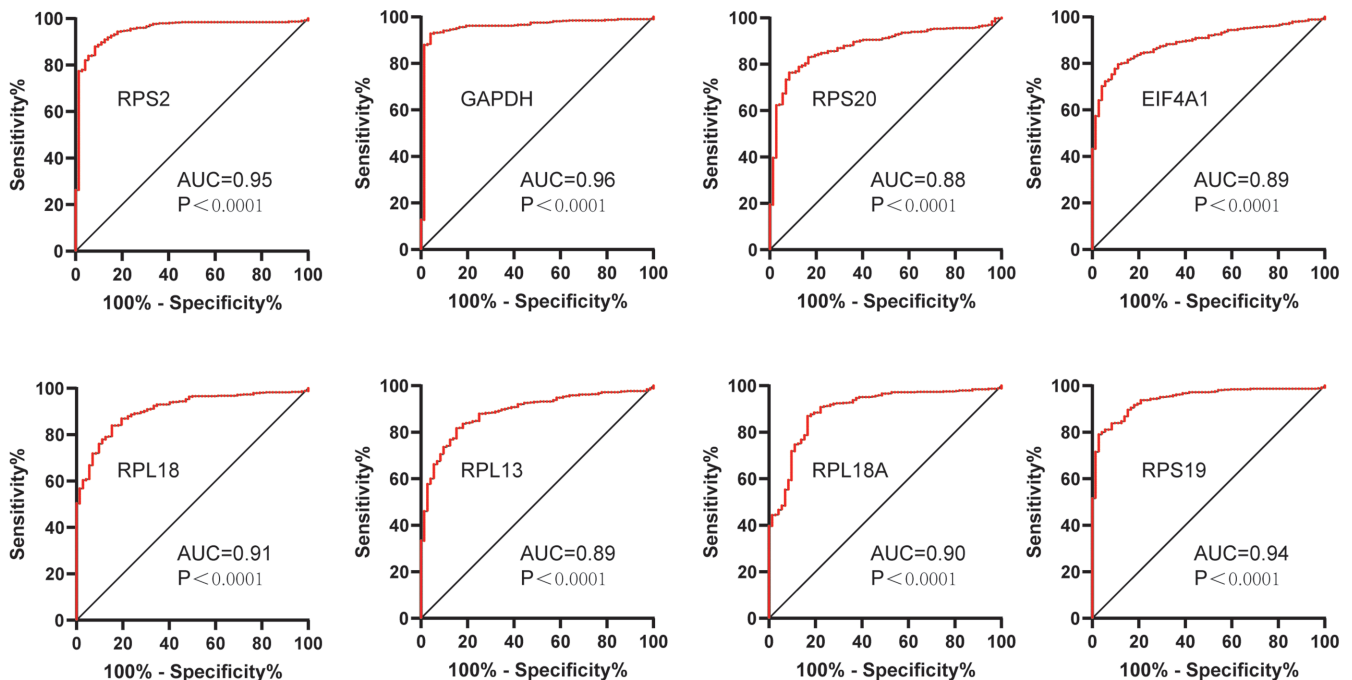 100
80
60
40
20
0
Sensitivity%
RPS2
AUC=0.95
P<0.0001
0 20 40 60 80 100
100% - Specificity%
100
80
60
40
20
0
Sensitivity%
GAPDH
AUC=0.96
P<0.0001
0 20 40 60 80 100
100% - Specificity%
100
80
60
40
20
0
Sensitivity%
RPS20
AUC=0.88
P<0.0001
0 20 40 60 80 100
100% - Specificity%
100
80
60
40
20
0
Sensitivity%
EIF4A1
AUC=0.89
P<0.0001
0 20 40 60 80 100
100% - Specificity%
100
80
60
40
20
0
Sensitivity%
RPL18
AUC=0.91
P<0.0001
0 20 40 60 80 100
100% - Specificity%
100
80
60
40
20
0
Sensitivity%
RPL13
AUC=0.89
P<0.0001
0 20 40 60 80 100
100% - Specificity%
100
80
60
40
20
0
Sensitivity%
RPL18A
AUC=0.90
P<0.0001
0 20 40 60 80 100
100% - Specificity%
100
80
60
40
20
0
Sensitivity%
RPS19
AUC=0.94
P<0.0001
0 20 40 60 80 100
100% - Specificity%